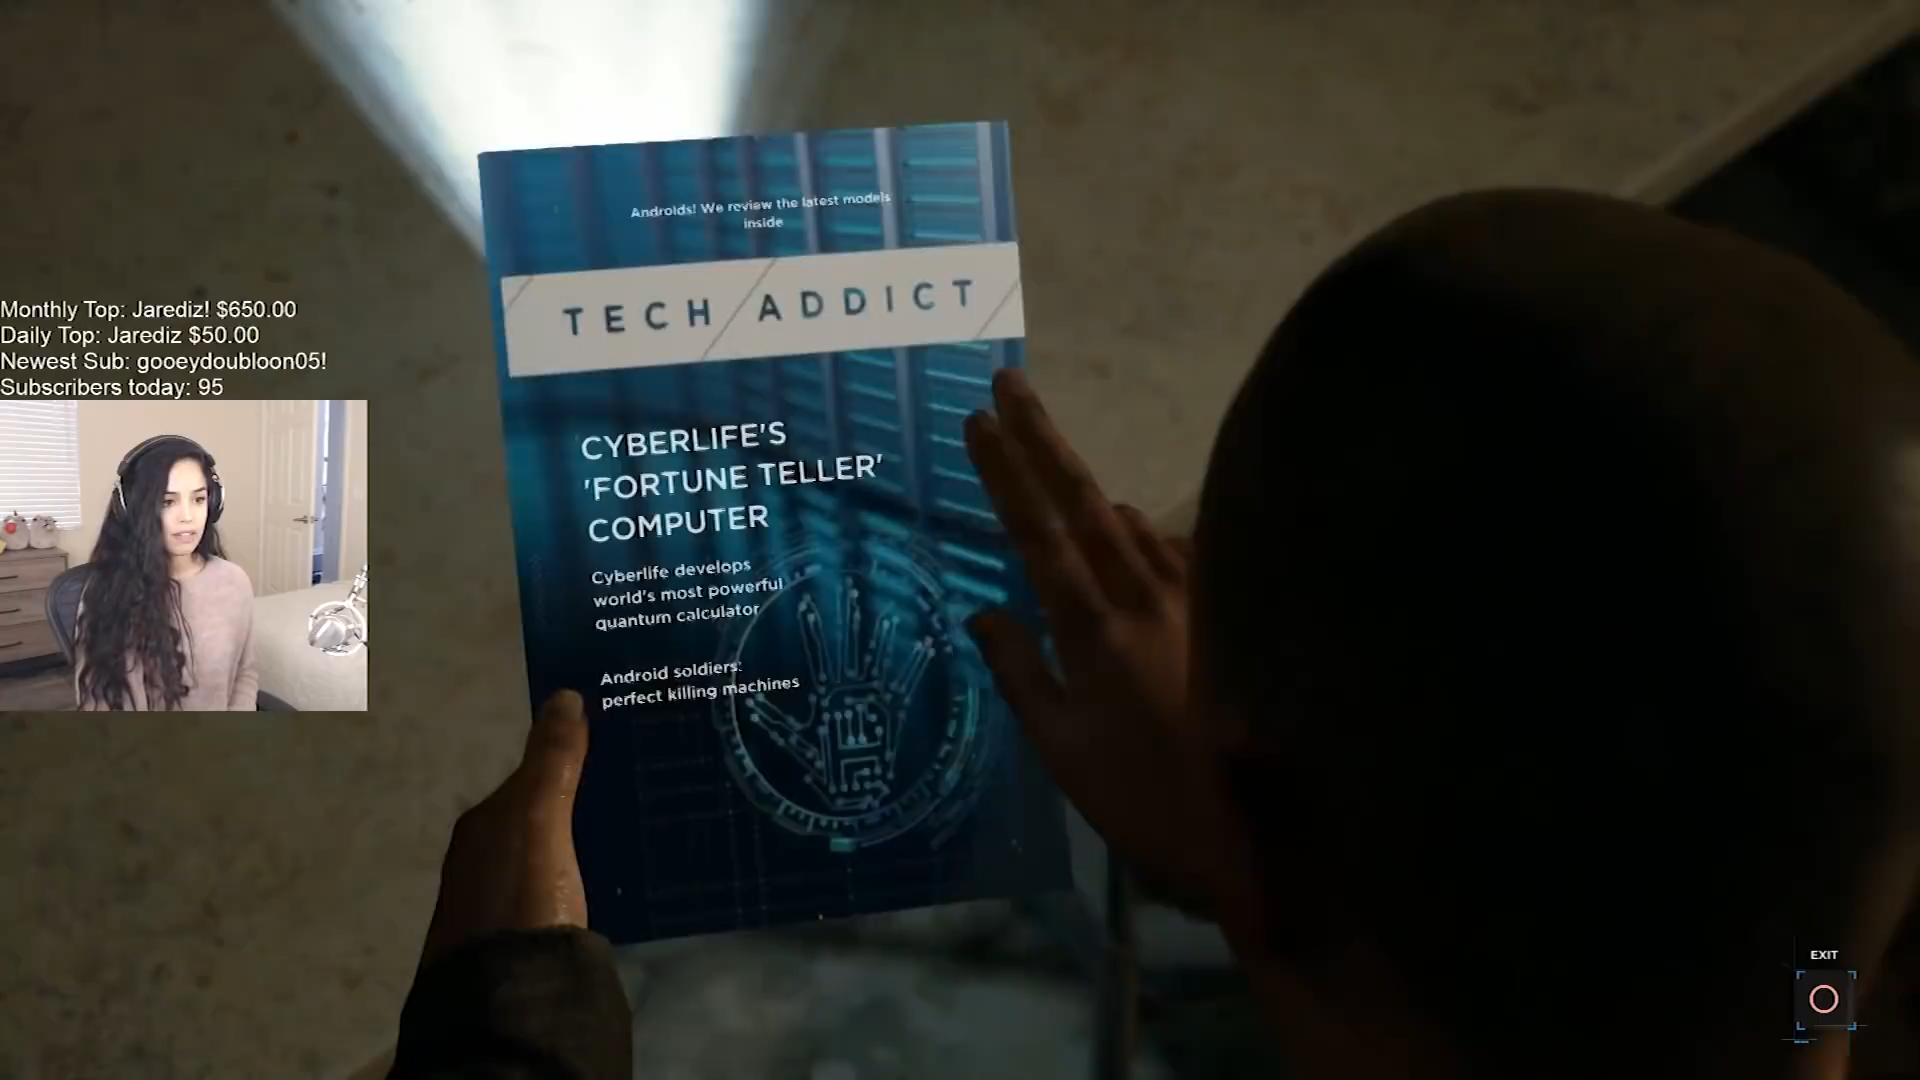 Monthly Top: Jarediz! $650.00
Daily Top: Jarediz $50.00
Newest Sub: gooeydoubloon05!
Subscribers today: 95
Androids! We review the latest models
inside
TECH ADDICT
CYBERLIFE'S
'FORTUNE TELLER'
COMPUTER
Cyberlife develops
world's most powerful
quantum calculator
Android soldiers:
perfect killing machines
EXIT